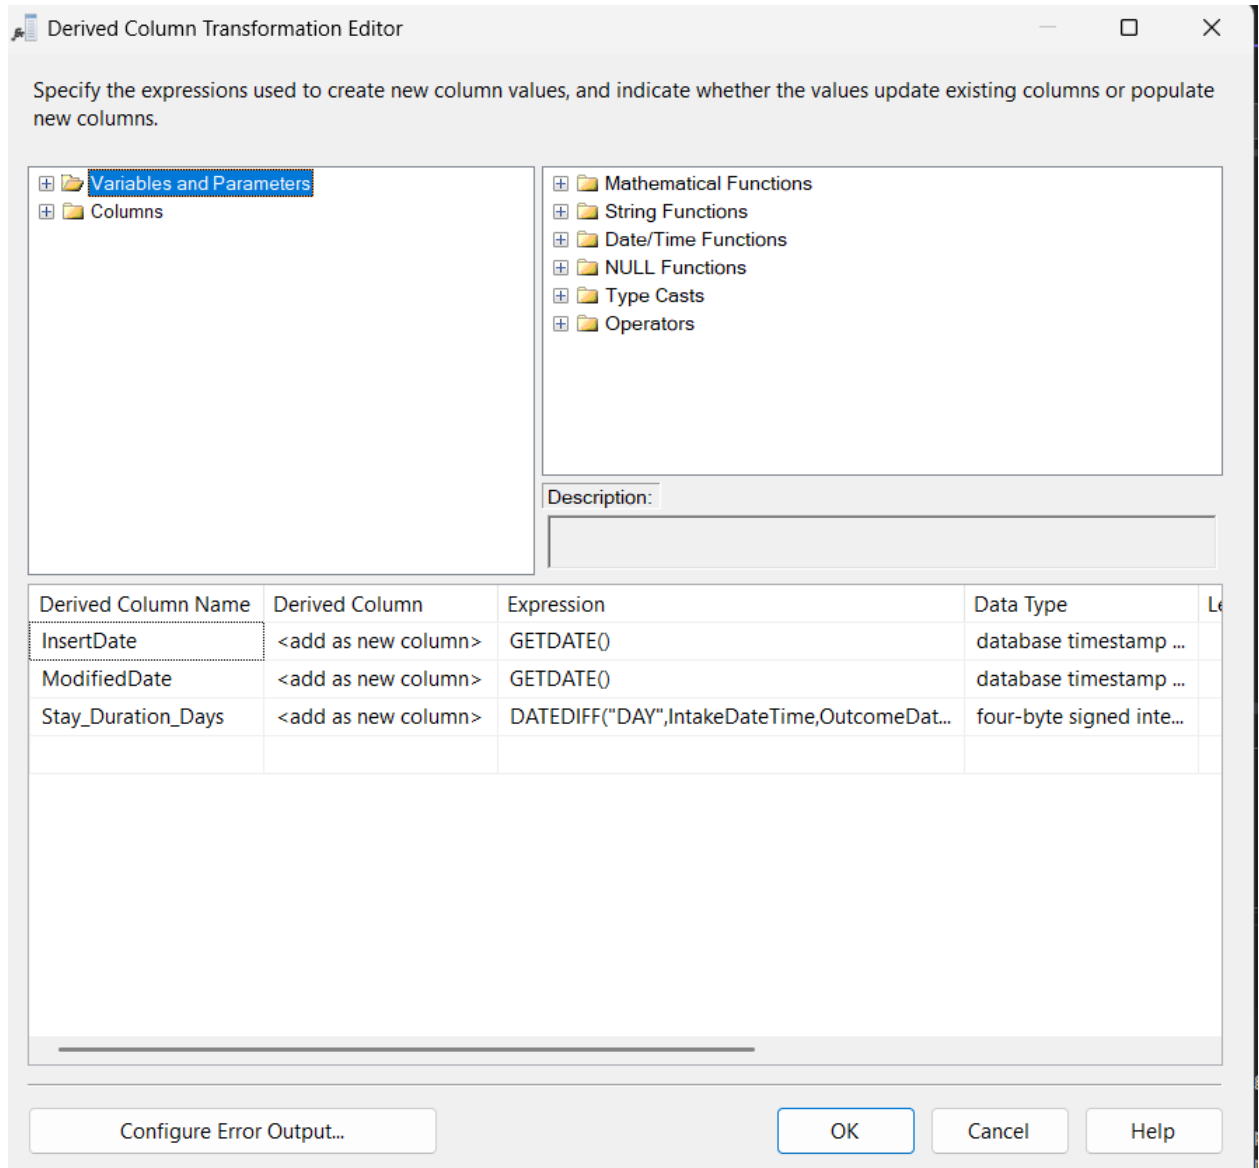 Derived Column Transformation Editor
Specify the expressions used to create new column values, and indicate whether the values update existing columns or populate
new columns.
Variables and Parameters
Columns
Mathematical Functions
String Functions
Date/Time Functions
NULL Functions
Type Casts
Operators
Description:
Derived Column Name Derived Column Expression Data Type
InsertDate <add as new column> GETDATE() database timestamp ...
ModifiedDate <add as new column> GETDATE() database timestamp ...
Stay_Duration_Days <add as new column> DATEDIFF("DAY",IntakeDateTime,OutcomeDat... four-byte signed inte...
Configure Error Output...
OK
Cancel
Help